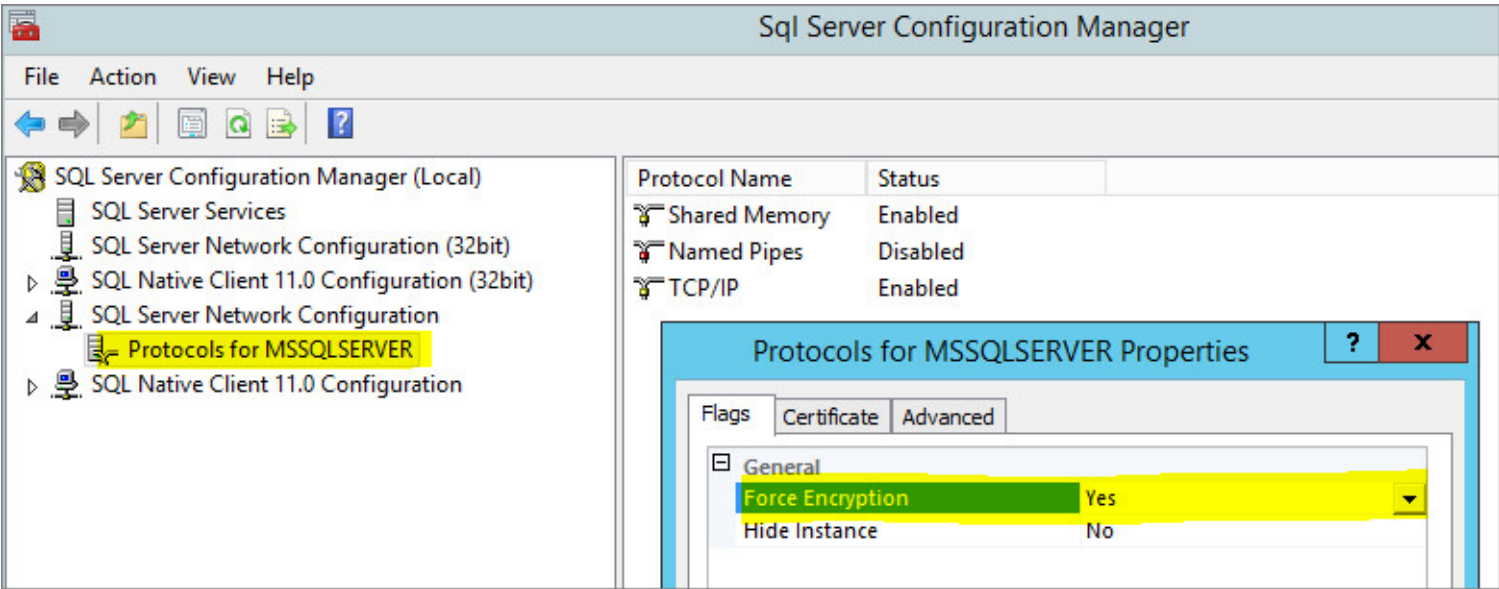 Sql Server Configuration Manager
File Action View Help
?
SQL Server Configuration Manager (Local)
SQL Server Services
SQL Server Network Configuration (32bit)
SQL Native Client 11.0 Configuration (32bit)
SQL Server Network Configuration
Protocols for MSSQLSERVER
SQL Native Client 11.0 Configuration
Protocol Name Status
Shared Memory Enabled
Named Pipes Disabled
TCP/IP Enabled
Protocols for MSSQLSERVER Properties ? x
Flags Certificate Advanced
General
Force Encryption Yes
Hide Instance No